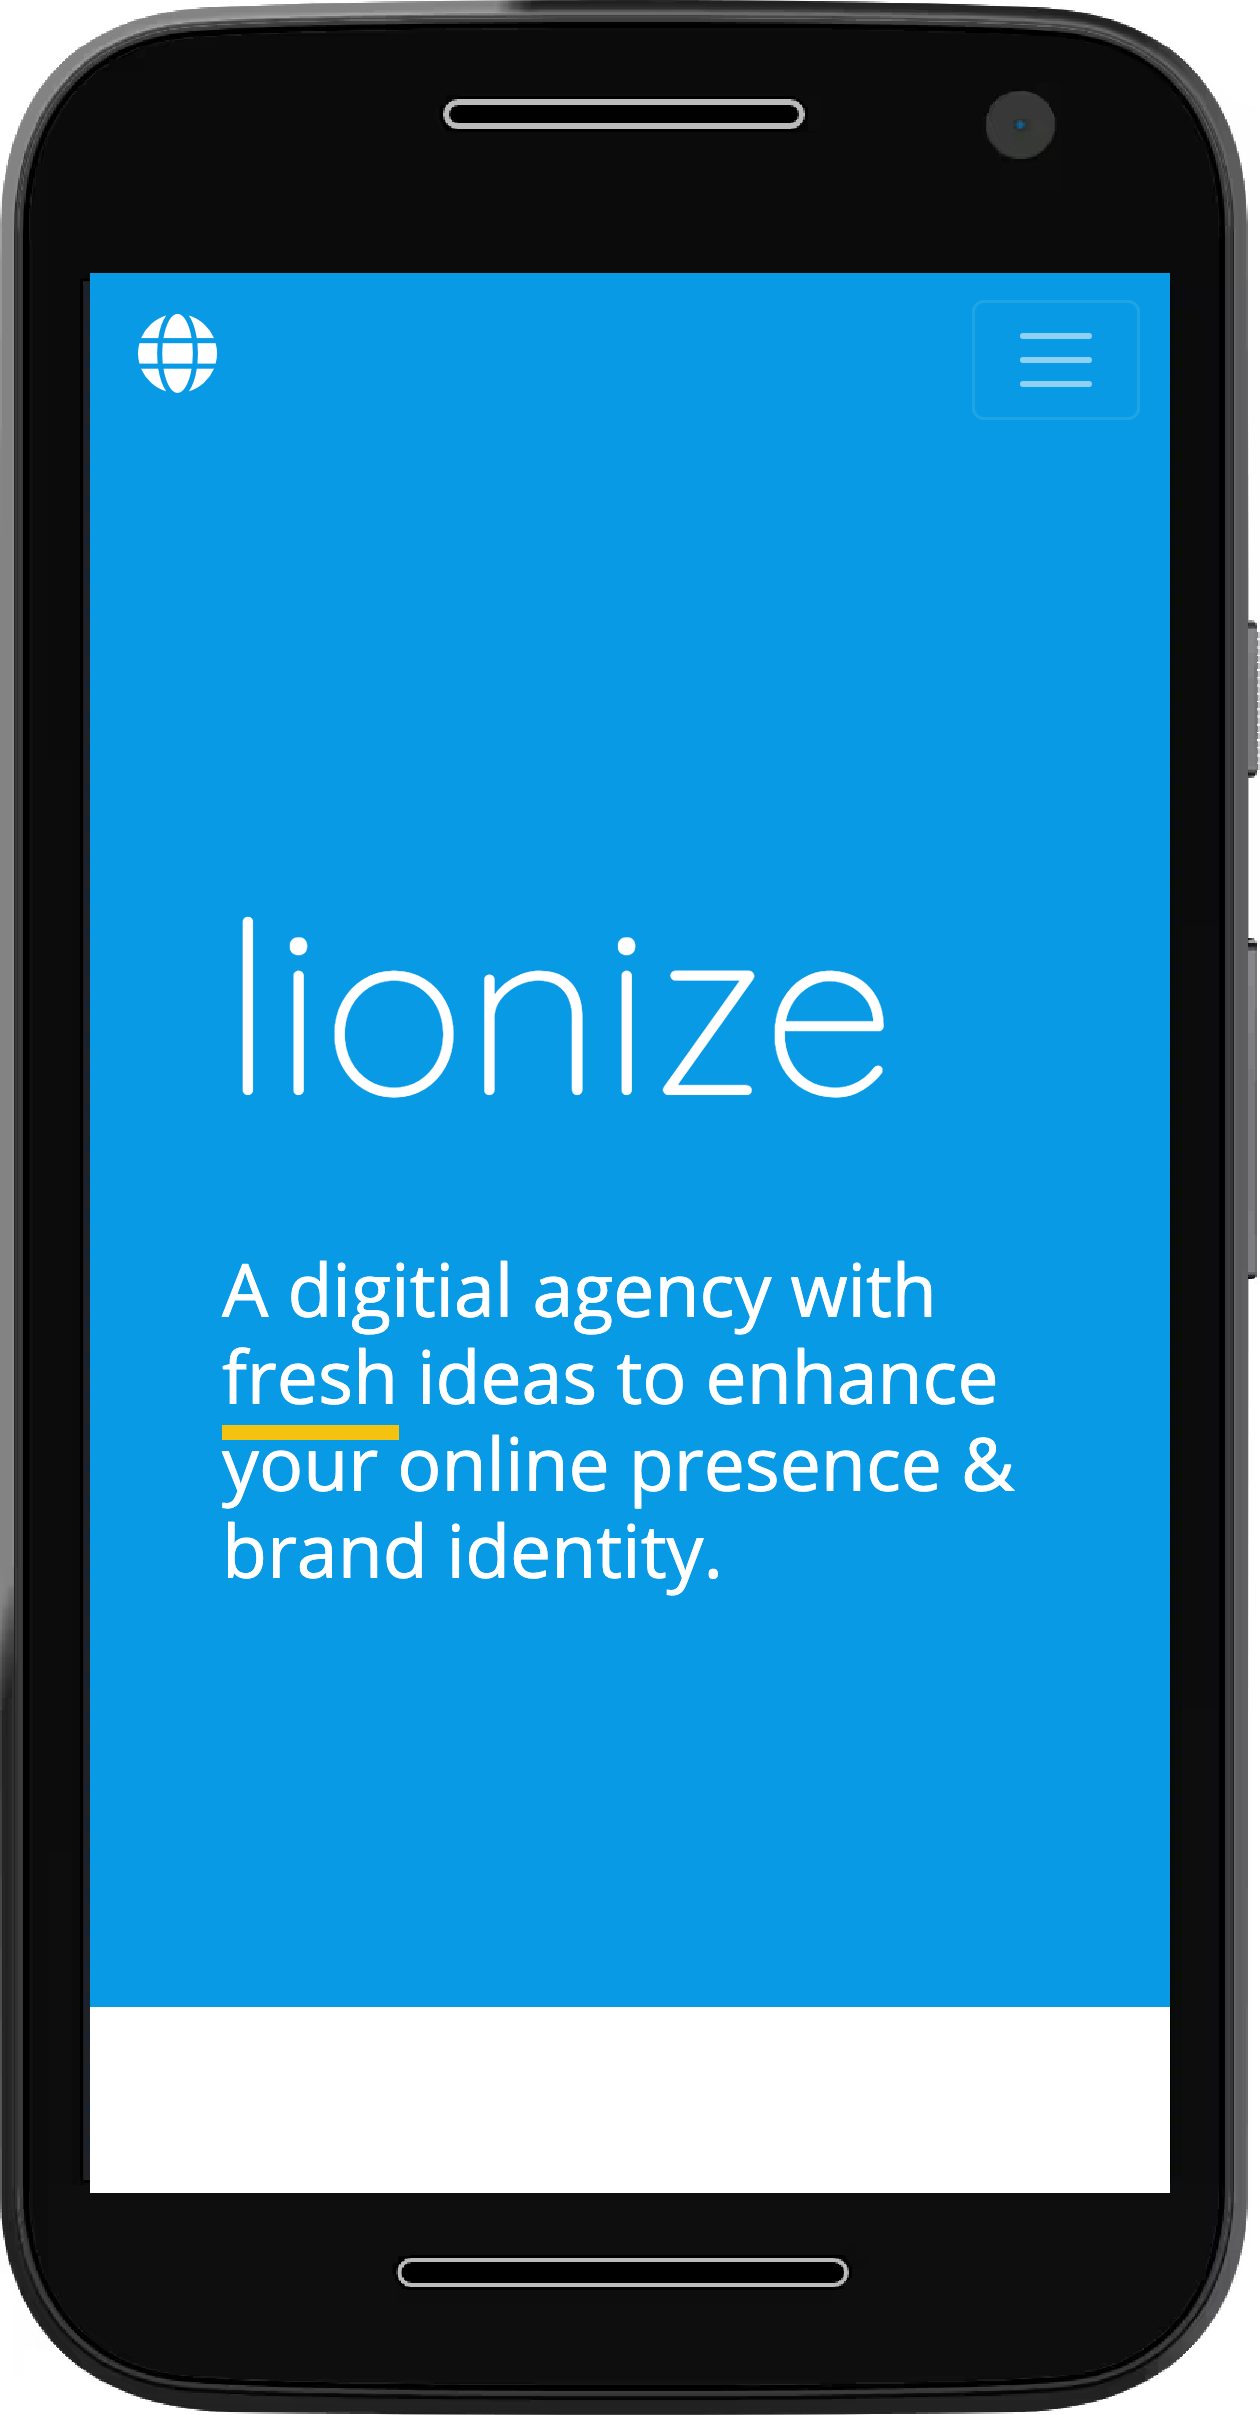 lionize
A digitial agency with
fresh ideas to enhance
your online presence &
brand identity.